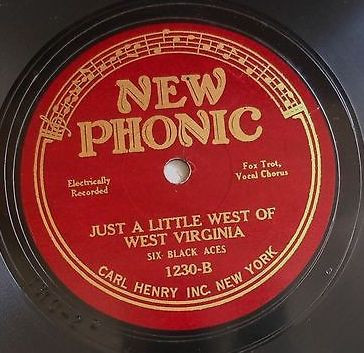 NEW
PHONIC
Electrically
Recorded
Fox Trot,
Vocal Chorus
JUST A LITTLE WEST OF
WEST VIRGINIA
SIX BLACK ACES
1230-B
CARL HENRY INC. NEW YORK